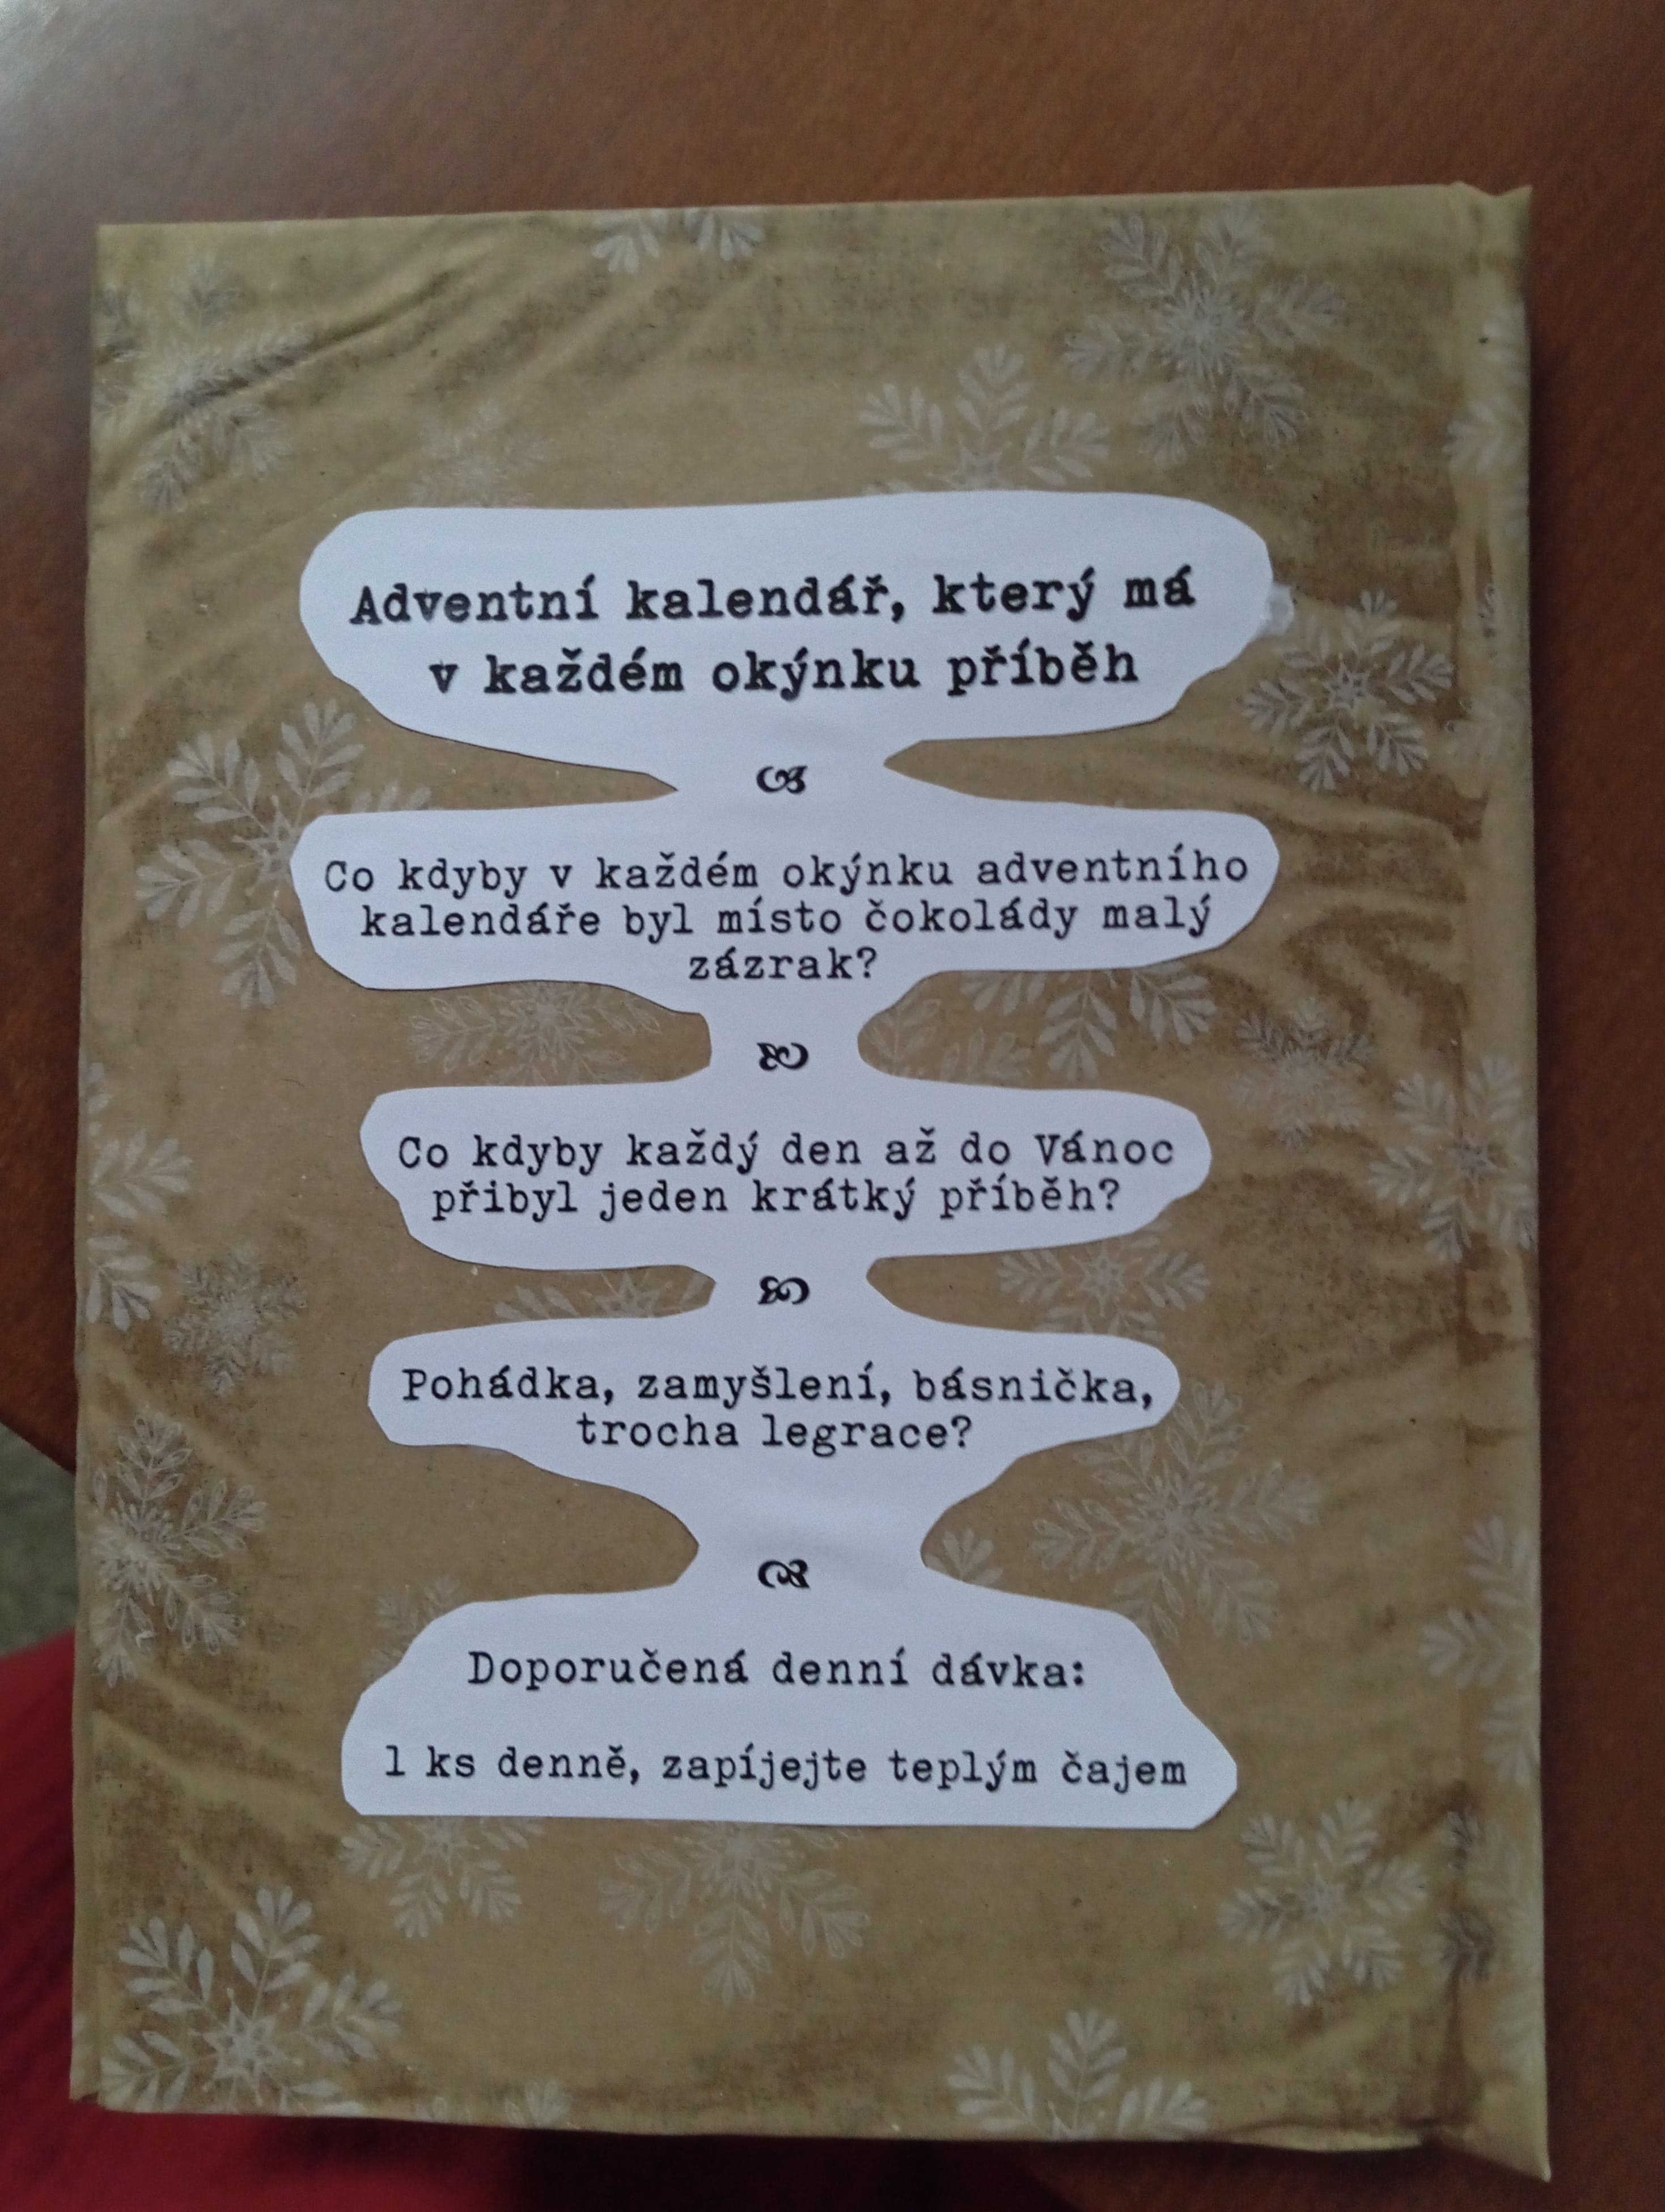 Adventní kalendář, který má
v každém okýnku příběh
Co kdyby v každém okýnku adventního
kalendáře byl místo čokolády malý
zázrak?
Co kdyby každý den až do Vánoc
přibyl jeden krátký příběh?
Pohádka, zamyšlení, básnička,
trocha legrace?
Doporučená denní dávka:
1 ks denně, zapíjejte teplým čajem